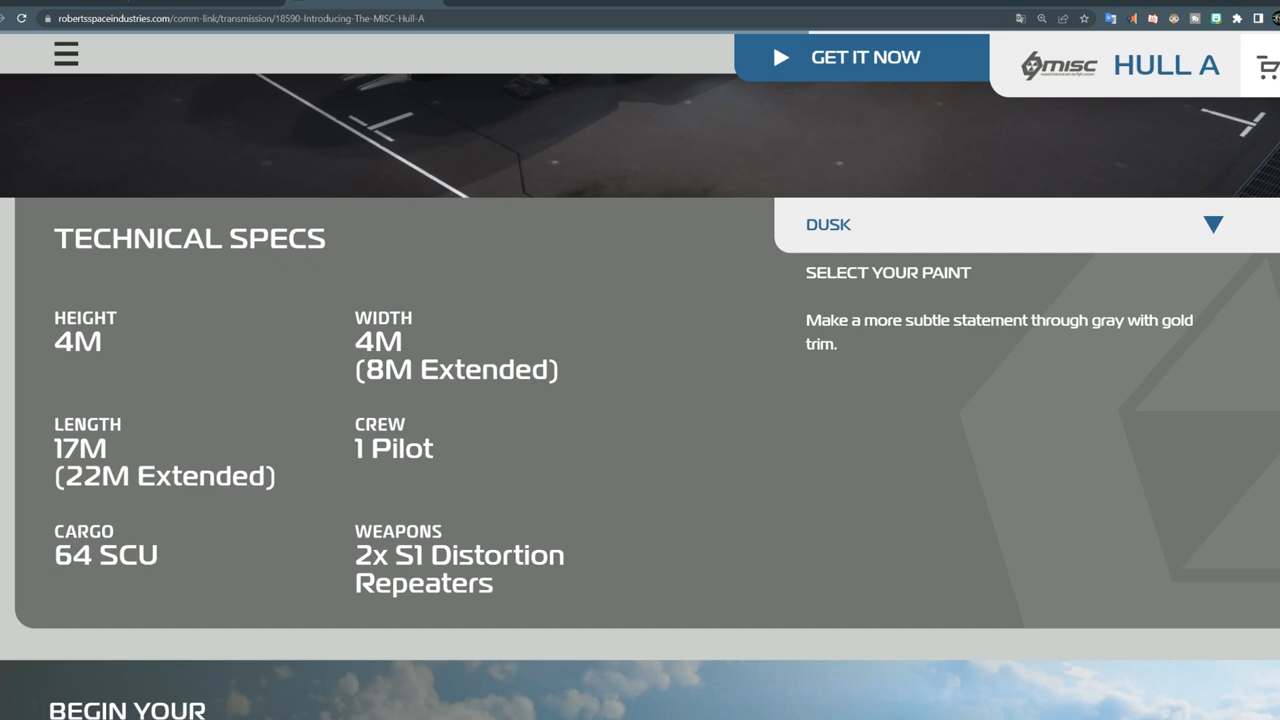 robertsspaceindustries.com/comm-link/transmission/18590-Introducing-The-MISC-Hull-A
GET IT NOW
misc HULL A
TECHNICAL SPECS
HEIGHT
4M
WIDTH
4M
(8M Extended)
LENGTH
17M
(22M Extended)
CREW
1 Pilot
CARGO
64 SCU
WEAPONS
2x S1 Distortion
Repeaters
DUSK
SELECT YOUR PAINT
Make a more subtle statement through gray with gold
trim.
BEGIN YOUR